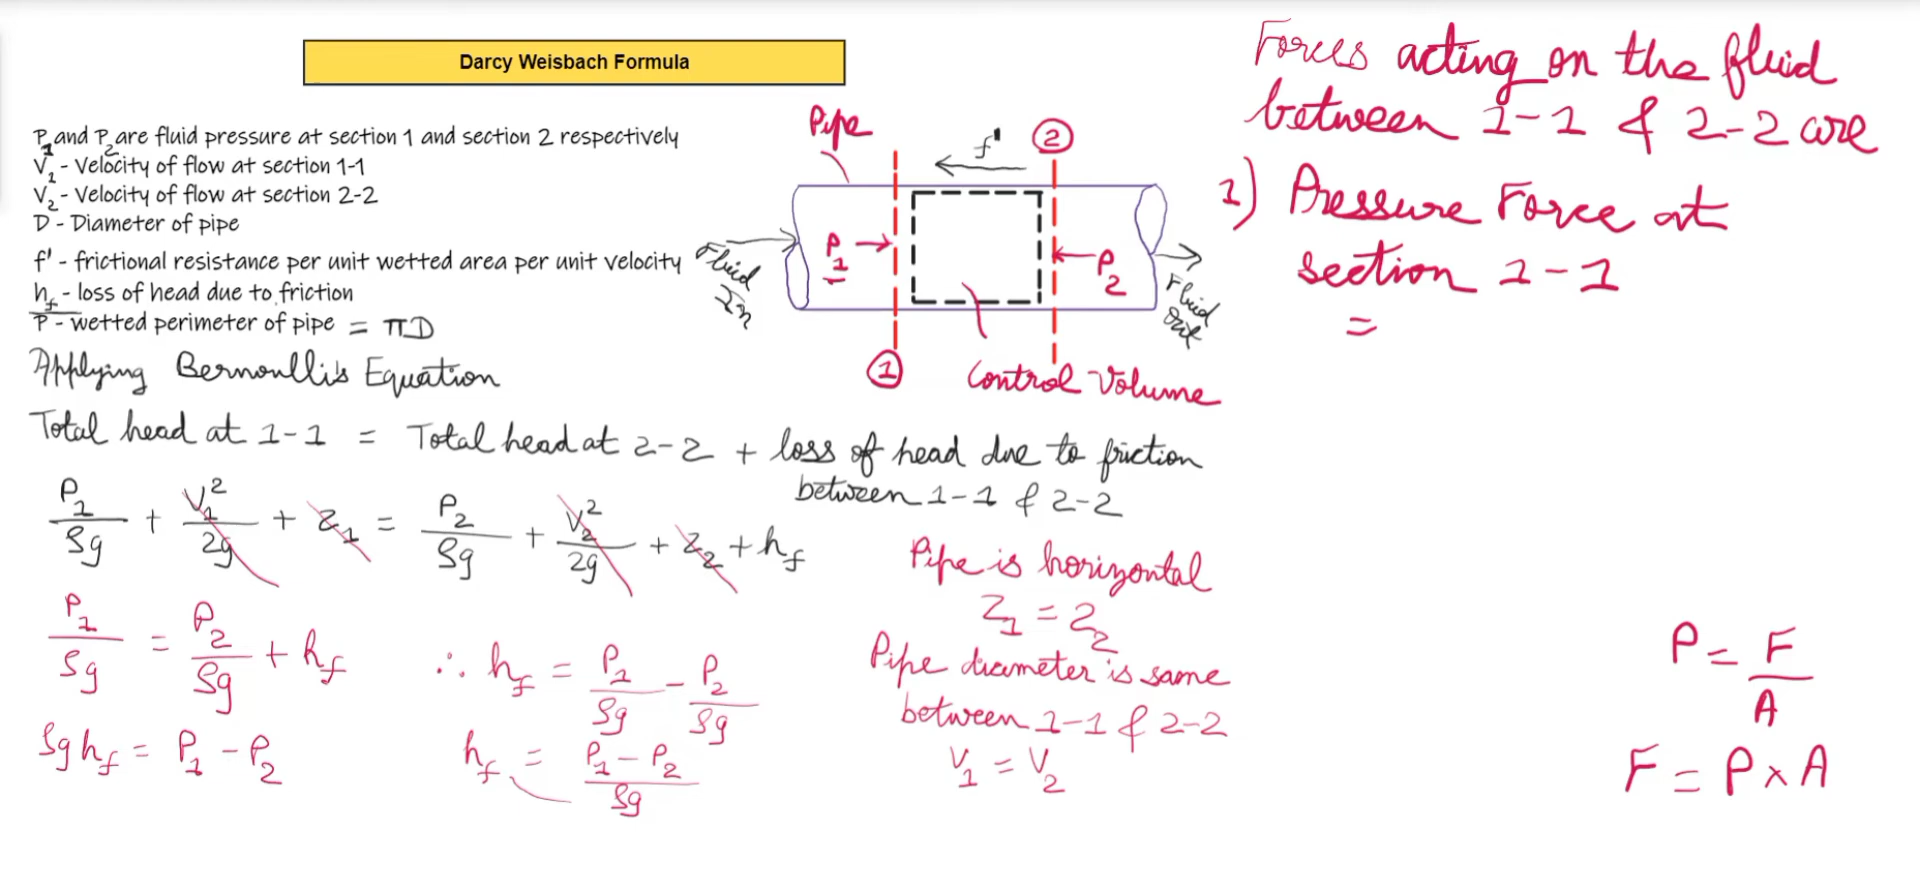 Darcy Weisbach Formula
P1 and P2 are fluid pressure at section 1 and section 2 respectively
V1 - Velocity of flow at section 1-1
V2 - Velocity of flow at section 2-2
D - Diameter of pipe
f' - frictional resistance per unit wetted area per unit velocity
hf - loss of head due to friction
P - wetted perimeter of pipe = πD
Applying Bernoulli's Equation
Total head at 1-1 = Total head at 2-2 + loss of head due to friction
between 1-1 & 2-2
P1/ρg + V1²/2g + Z1 = P2/ρg + V2²/2g + Z2 + hf
P1/ρg = P2/ρg + hf
ρghf = P1 - P2
∴ hf = P1/ρg - P2/ρg
hf = P1 - P2/ρg
Pipe is horizontal
Z1 = Z2
Pipe diameter is same
between 1-1 & 2-2
V1 = V2
Pipe
f'
2
Fluid
In
P1
P2
Fluid
Out
1
Control Volume
Forces acting on the fluid
between 1-1 & 2-2 are
1) Pressure Force at
section 1-1
=
P = F/A
F = P × A